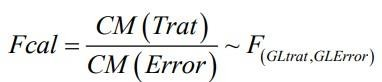 Fcal = CM (Trat) / CM (Error) ~ F(GLtrat,GLError)